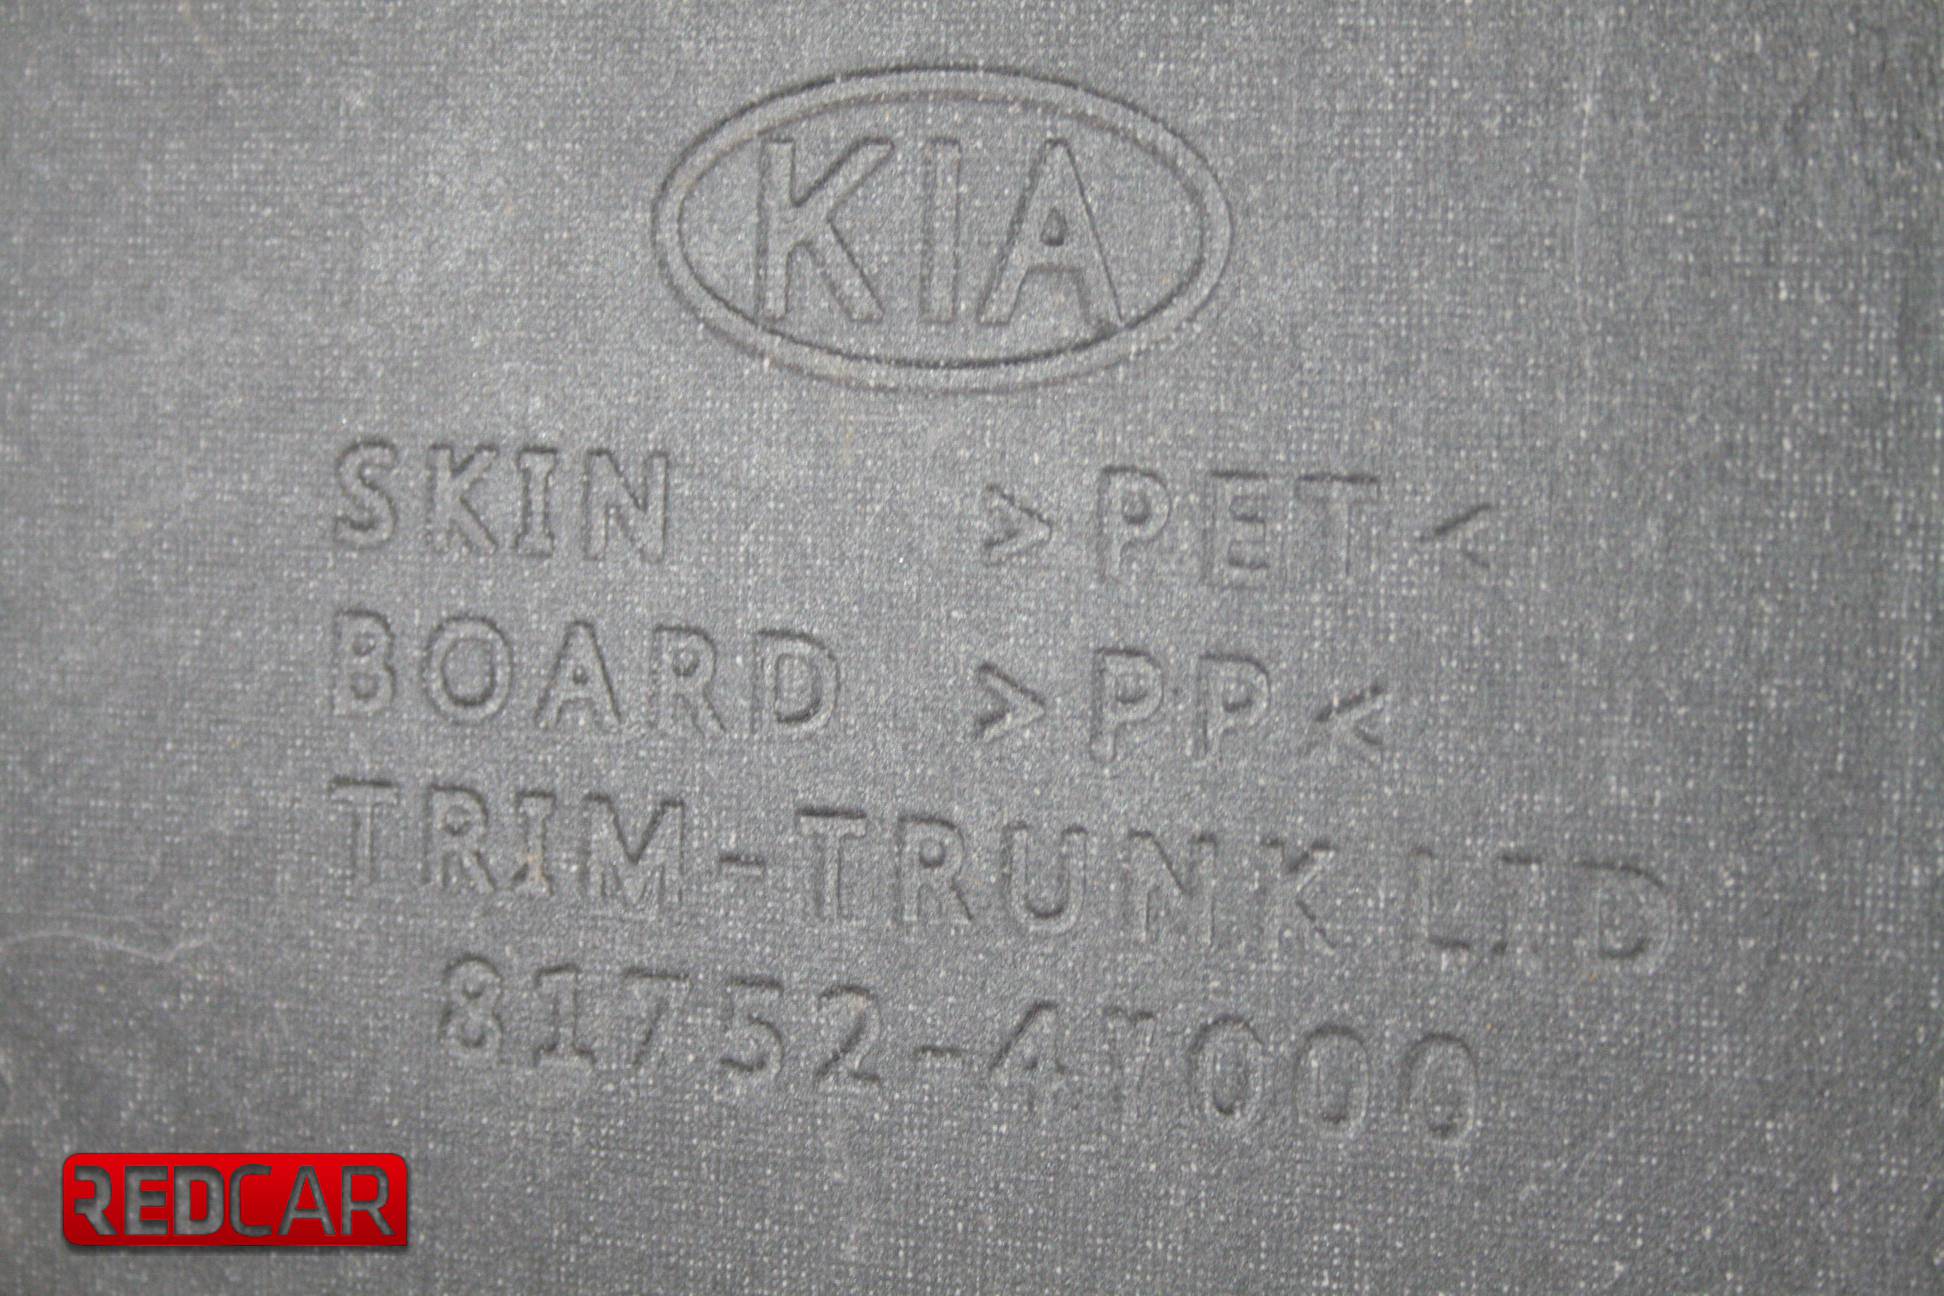 KIA
SKIN >PET<
BOARD >PP<
TRIM-TRUNK LID
81752-4Y000
REDCAR